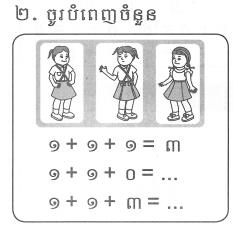 ២. ចូរបំពេញចំនួន
១ + ១ + ១ = ៣
១ + ១ + ០ = ...
១ + ១ + ៣ = ...